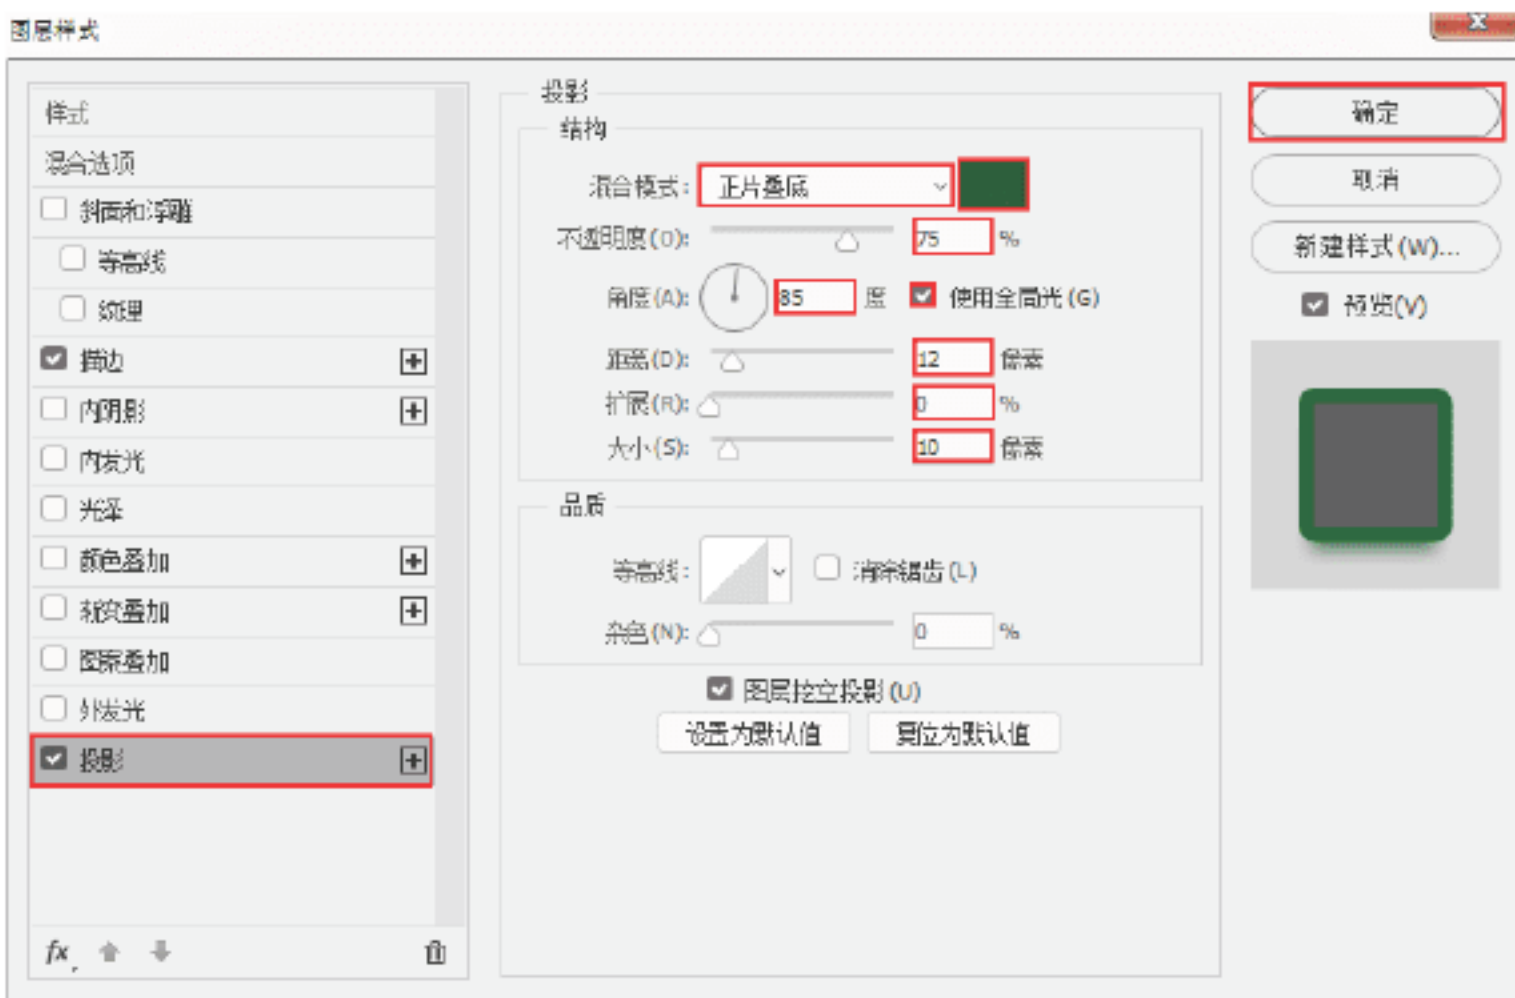 图层样式
样式
混合选项
斜面和浮雕
等高线
纹理
描边
内阴影
内发光
光泽
颜色叠加
渐变叠加
图案叠加
外发光
投影
fx
投影
结构
混合模式: 正片叠底
不透明度(O): 75 %
角度(A): 85 度 使用全局光(G)
距离(D): 12 像素
扩展(R): 0 %
大小(S): 10 像素
品质
等高线: 消除锯齿(L)
杂色(N): 0 %
图层挖空投影(U)
设置为默认值 复位为默认值
确定
取消
新建样式(W)...
预览(V)